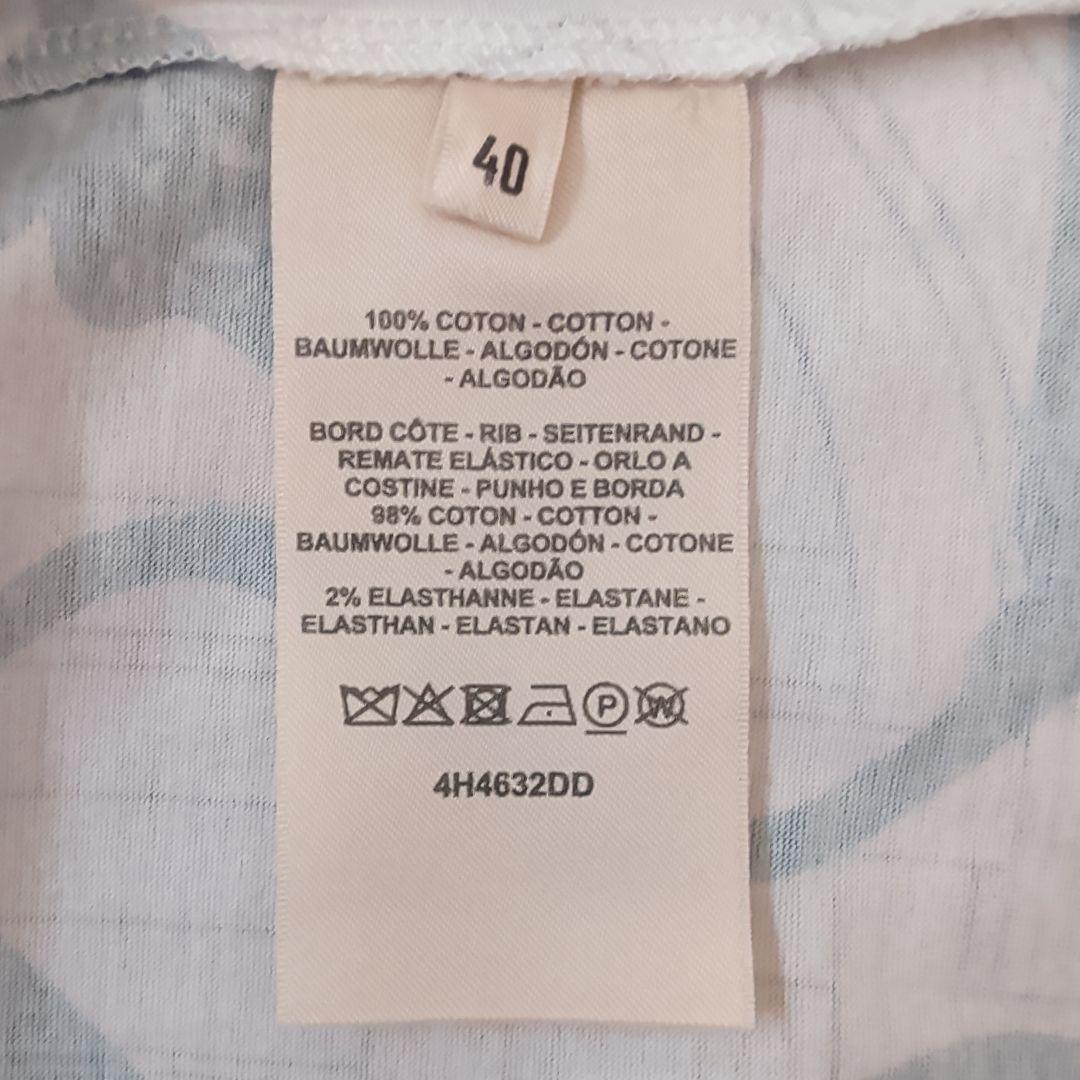 40
100% COTON - COTTON -
BAUMWOLLE - ALGODÓN - COTONE
- ALGODÃO
BORD CÔTE - RIB - SEITENRAND -
REMATE ELÁSTICO - ORLO A
COSTINE - PUNHO E BORDA
98% COTON - COTTON -
BAUMWOLLE - ALGODÓN - COTONE
- ALGODÃO
2% ELASTHANNE - ELASTANE -
ELASTHAN - ELASTAN - ELASTANO
P W
4H4632DD